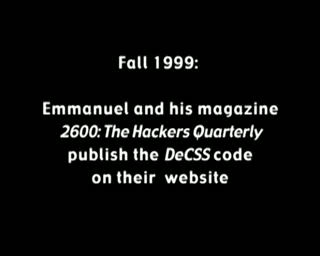 Fall 1999:
Emmanuel and his magazine
2600: The Hackers Quarterly
publish the DeCSS code
on their website